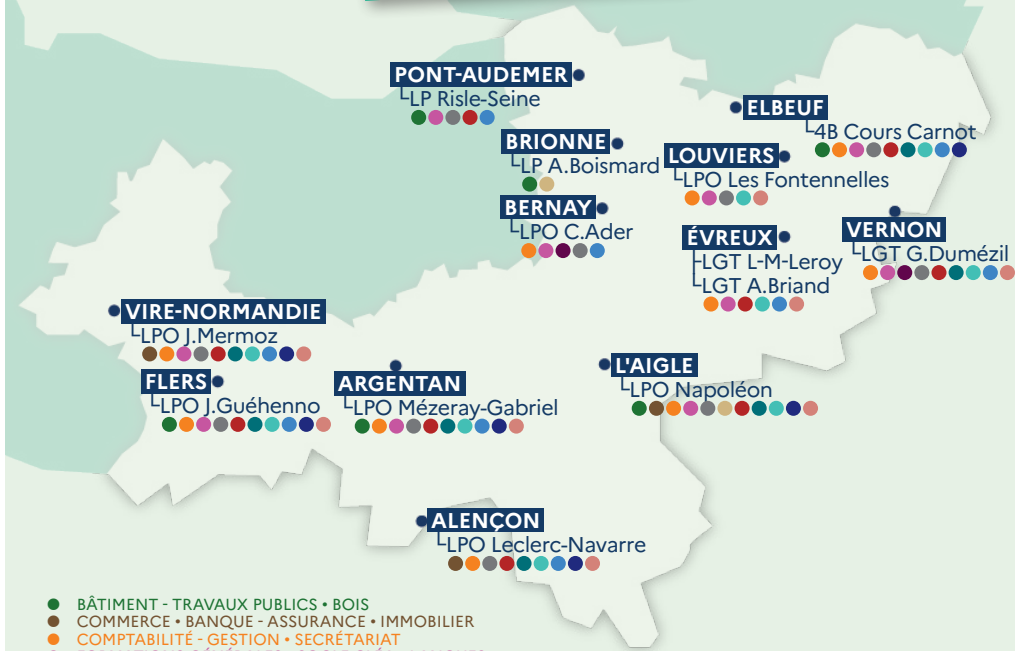 PONT-AUDEMER
LP Risle-Seine
ELBEUF
4B Cours Carnot
BRIONNE
LP A.Boismard
LOUVIERS
LPO Les Fontennelles
BERNAY
LPO C.Ader
VERNON
LGT G.Dumézil
ÉVREUX
LGT L-M-Leroy
LGT A.Briand
VIRE-NORMANDIE
LPO J.Mermoz
L'AIGLE
LPO Napoléon
FLERS
LPO J.Guéhenno
ARGENTAN
LPO Mézeray-Gabriel
ALENÇON
LPO Leclerc-Navarre
BÂTIMENT - TRAVAUX PUBLICS • BOIS
COMMERCE • BANQUE - ASSURANCE • IMMOBILIER
COMPTABILITÉ - GESTION • SECRÉTARIAT